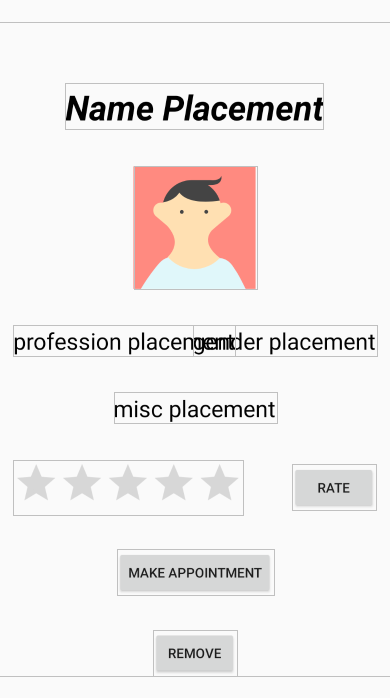 Name Placement
profession placement gender placement
misc placement
RATE
MAKE APPOINTMENT
REMOVE